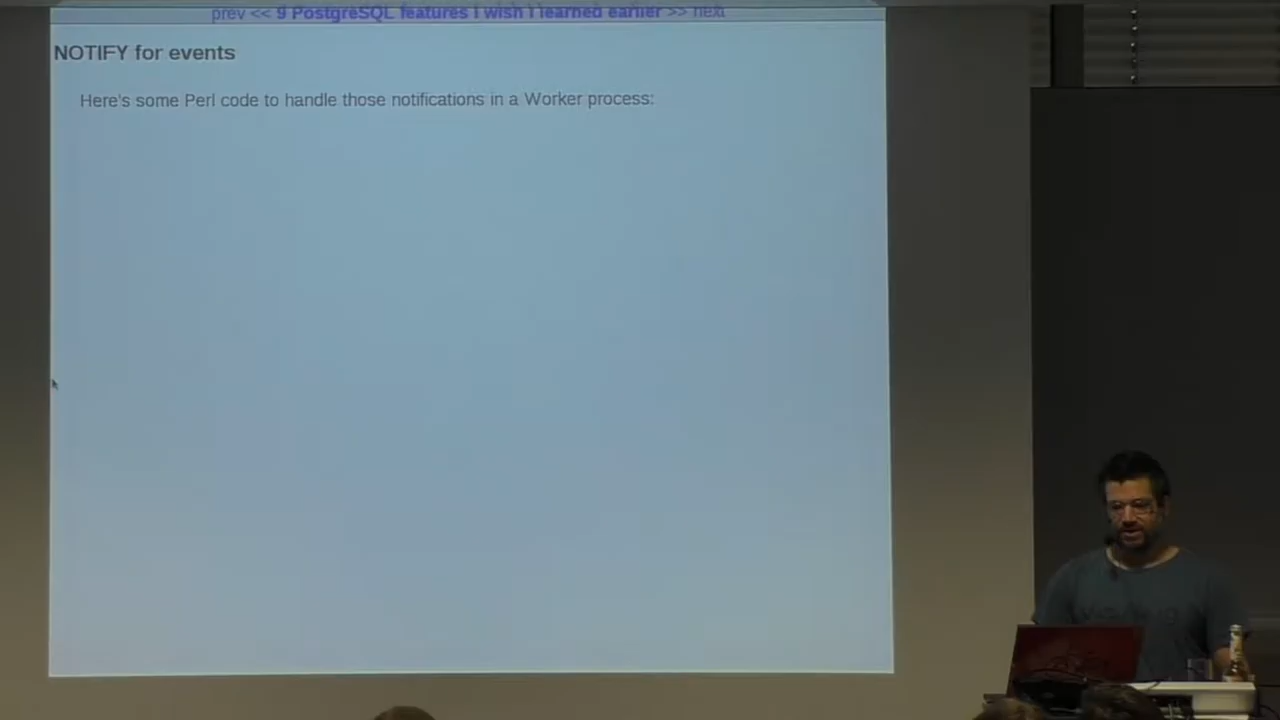 prev << 9 PostgreSQL features I wish I learned earlier >> next
NOTIFY for events
Here's some Perl code to handle those notifications in a Worker process: